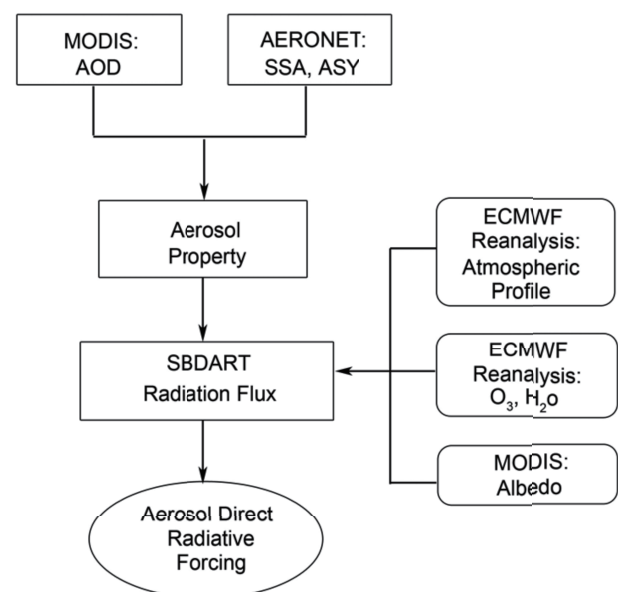 MODIS:
AOD
AERONET:
SSA, ASY
Aerosol
Property
ECMWF
Reanalysis:
Atmospheric
Profile
SBDART
Radiation Flux
ECMWF
Reanalysis:
O₃, H₂o
MODIS:
Albedo
Aerosol Direct
Radiative
Forcing